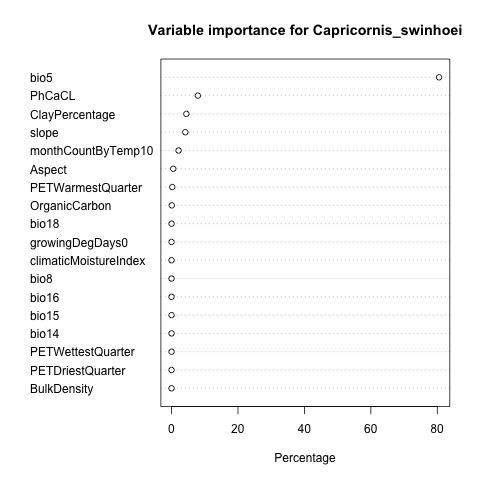 Variable importance for Capricornis_swinhoei
bio5
PhCaCL
ClayPercentage
slope
monthCountByTemp10
Aspect
PETWarmestQuarter
OrganicCarbon
bio18
growingDegDays0
climaticMoistureIndex
bio8
bio16
bio15
bio14
PETWettestQuarter
PETDriestQuarter
BulkDensity
0 20 40 60 80
Percentage